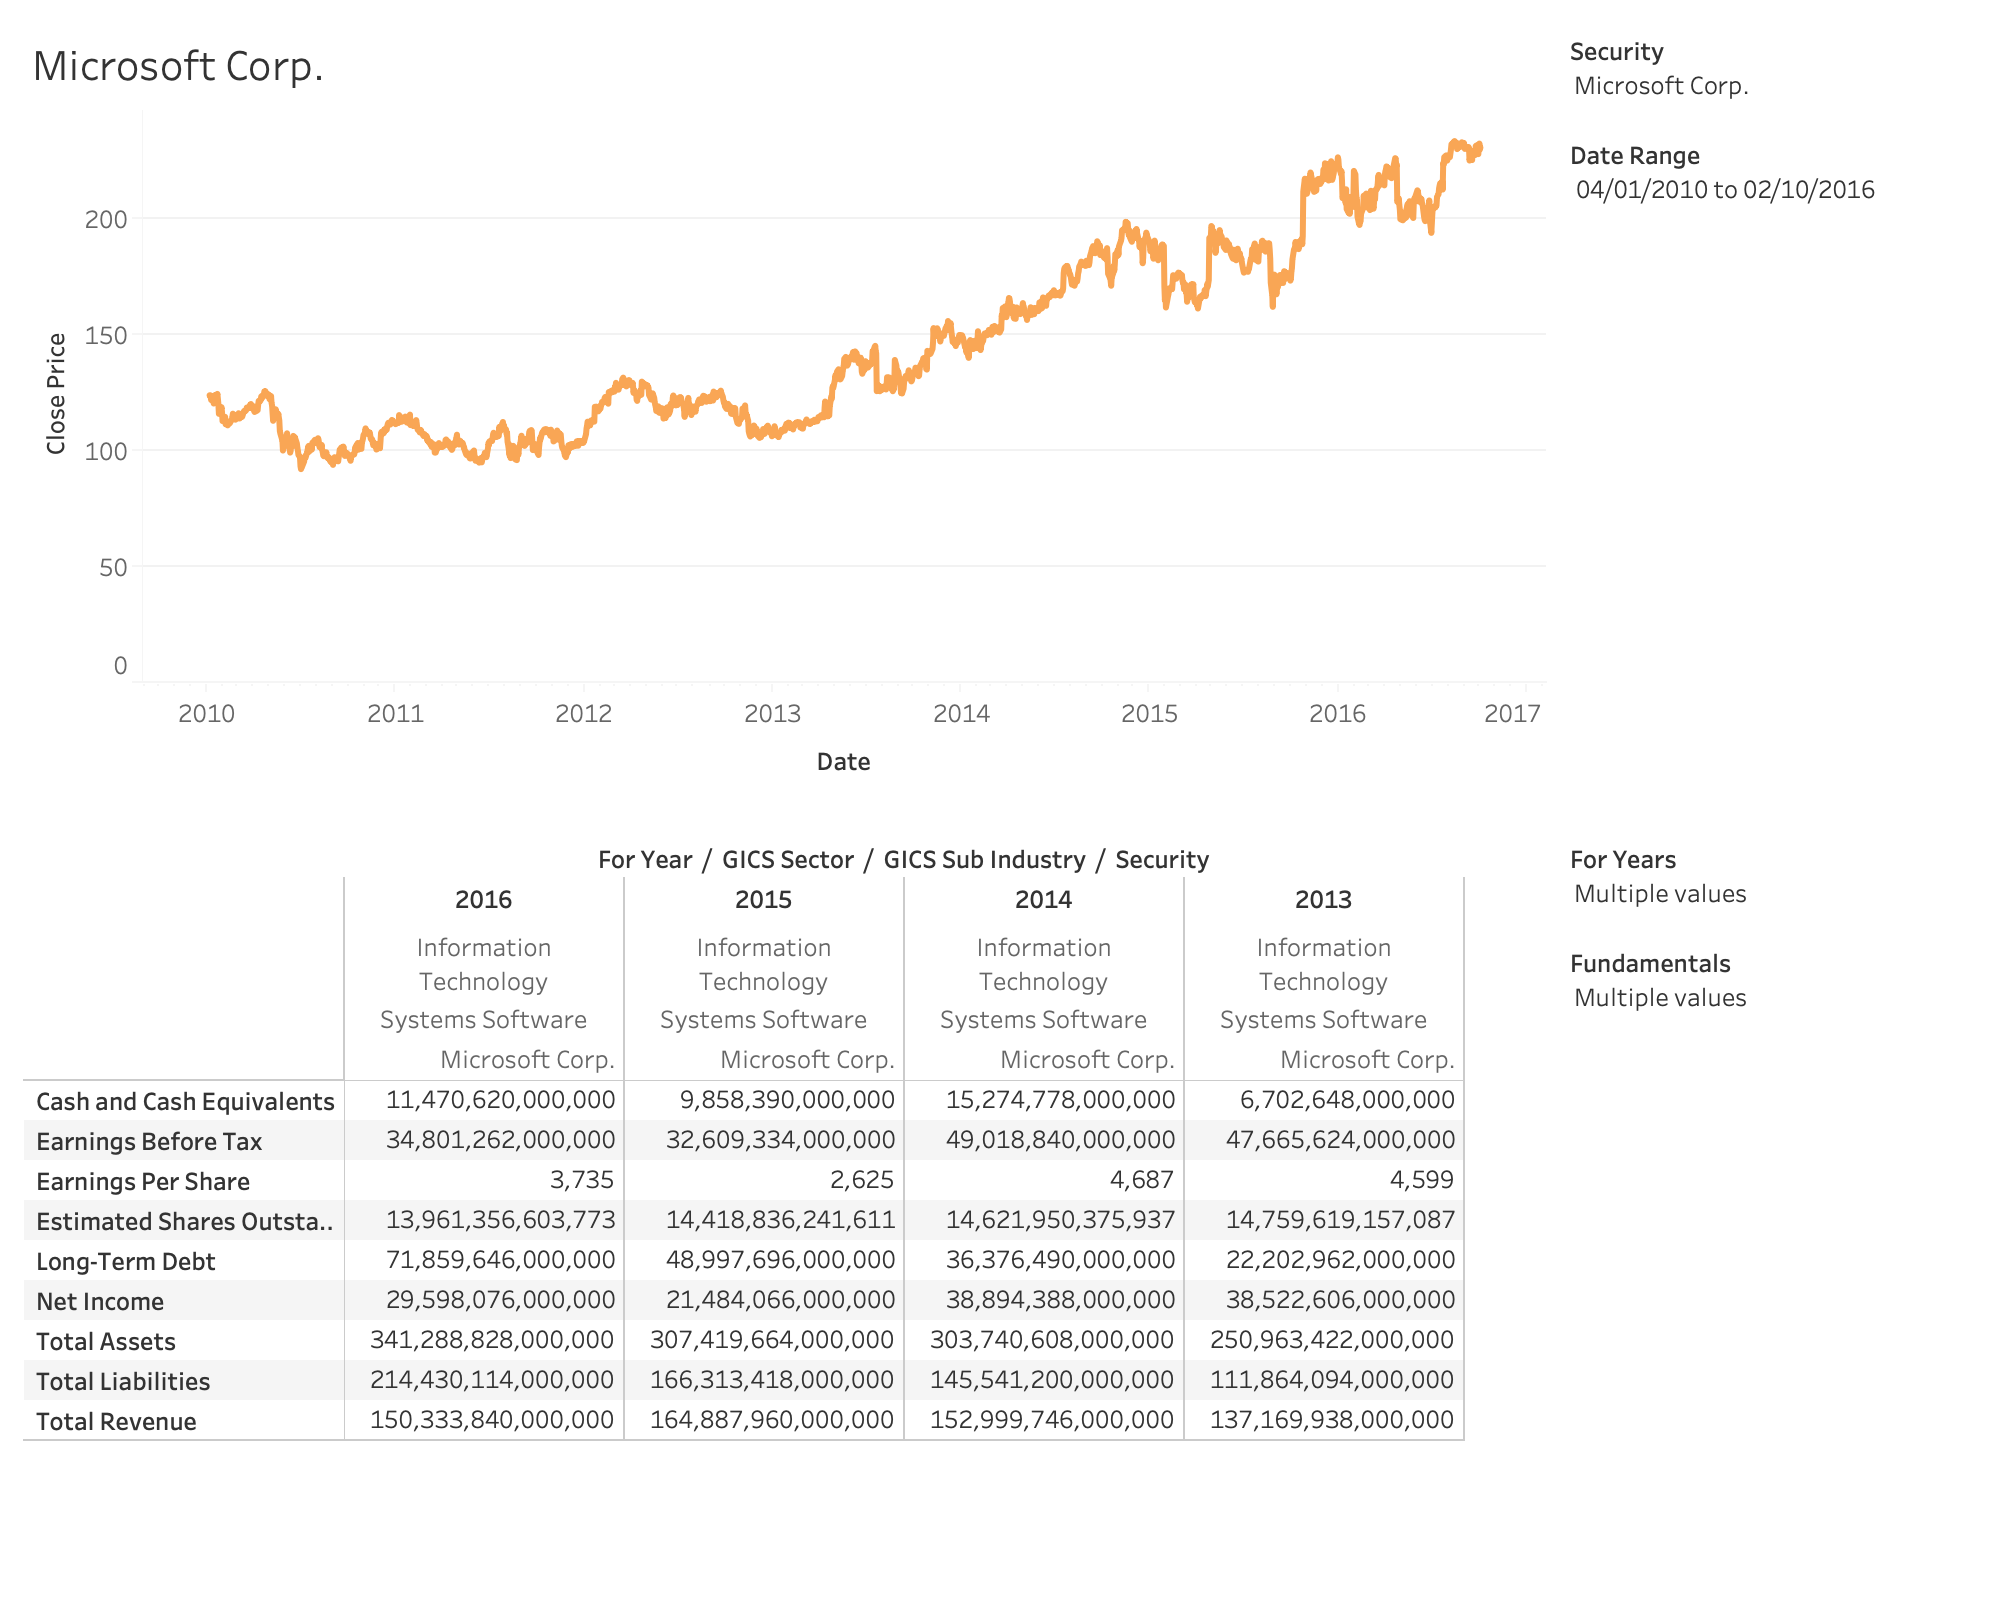 Microsoft Corp.
Security
Microsoft Corp.
Date Range
04/01/2010 to 02/10/2016
Close Price
200
150
100
50
0
2010 2011 2012 2013 2014 2015 2016 2017
Date
For Year / GICS Sector / GICS Sub Industry / Security
2016 2015 2014 2013
Information Information Information Information
Technology Technology Technology Technology
Systems Software Systems Software Systems Software Systems Software
Microsoft Corp. Microsoft Corp. Microsoft Corp. Microsoft Corp.
Cash and Cash Equivalents 11,470,620,000,000 9,858,390,000,000 15,274,778,000,000 6,702,648,000,000
Earnings Before Tax 34,801,262,000,000 32,609,334,000,000 49,018,840,000,000 47,665,624,000,000
Earnings Per Share 3,735 2,625 4,687 4,599
Estimated Shares Outsta.. 13,961,356,603,773 14,418,836,241,611 14,621,950,375,937 14,759,619,157,087
Long-Term Debt 71,859,646,000,000 48,997,696,000,000 36,376,490,000,000 22,202,962,000,000
Net Income 29,598,076,000,000 21,484,066,000,000 38,894,388,000,000 38,522,606,000,000
Total Assets 341,288,828,000,000 307,419,664,000,000 303,740,608,000,000 250,963,422,000,000
Total Liabilities 214,430,114,000,000 166,313,418,000,000 145,541,200,000,000 111,864,094,000,000
Total Revenue 150,333,840,000,000 164,887,960,000,000 152,999,746,000,000 137,169,938,000,000
For Years
Multiple values
Fundamentals
Multiple values